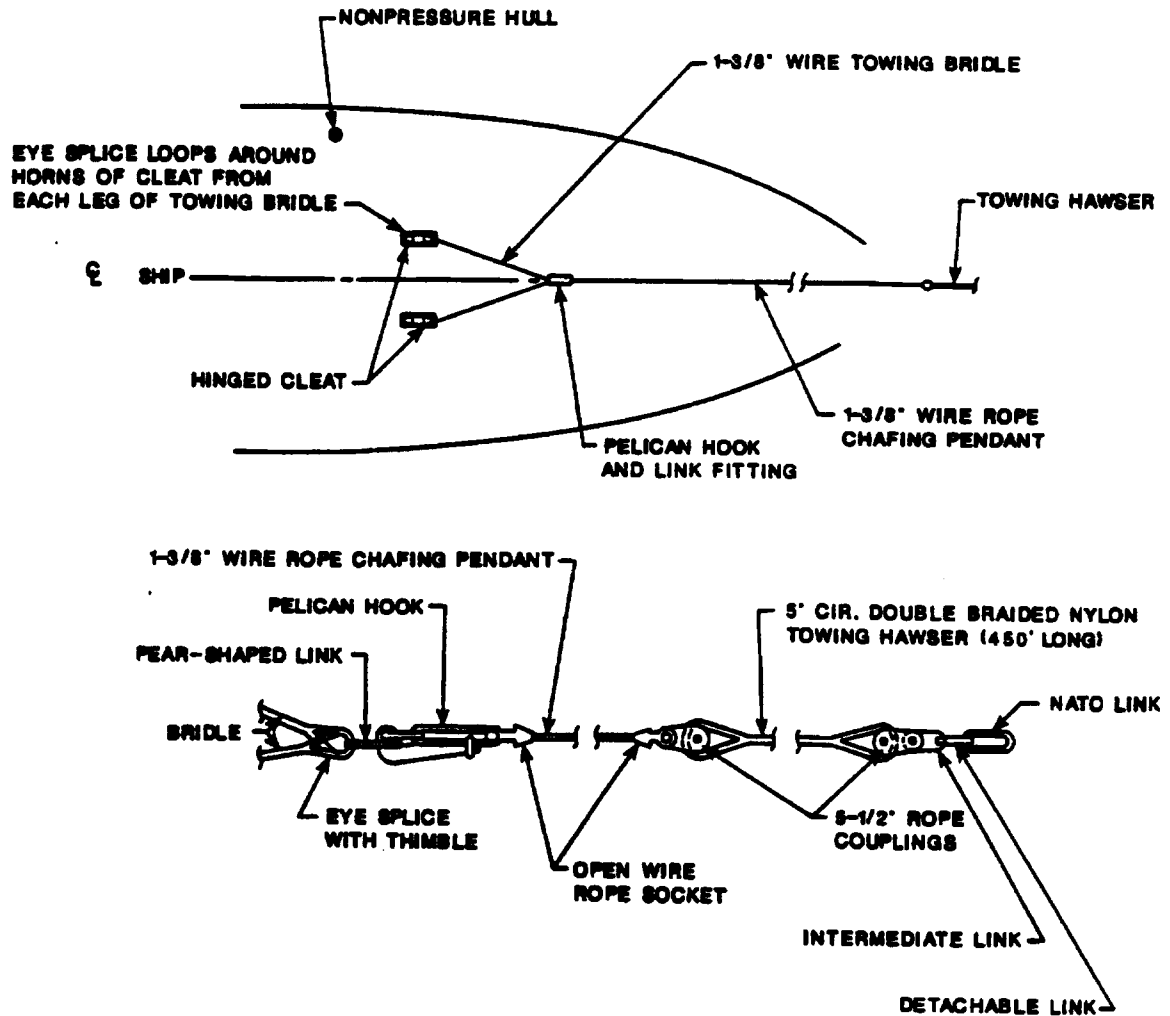 NONPRESSURE HULL
1-3/8" WIRE TOWING BRIDLE
EYE SPLICE LOOPS AROUND
HORNS OF CLEAT FROM
EACH LEG OF TOWING BRIDLE
TOWING HAWSER
℄ SHIP
HINGED CLEAT
1-3/8" WIRE ROPE
CHAFING PENDANT
PELICAN HOOK
AND LINK FITTING
1-3/8" WIRE ROPE CHAFING PENDANT
PELICAN HOOK
5" CIR. DOUBLE BRAIDED NYLON
TOWING HAWSER (450' LONG)
PEAR-SHAPED LINK
NATO LINK
BRIDLE
EYE SPLICE
WITH THIMBLE
5-1/2" ROPE
COUPLINGS
OPEN WIRE
ROPE SOCKET
INTERMEDIATE LINK
DETACHABLE LINK